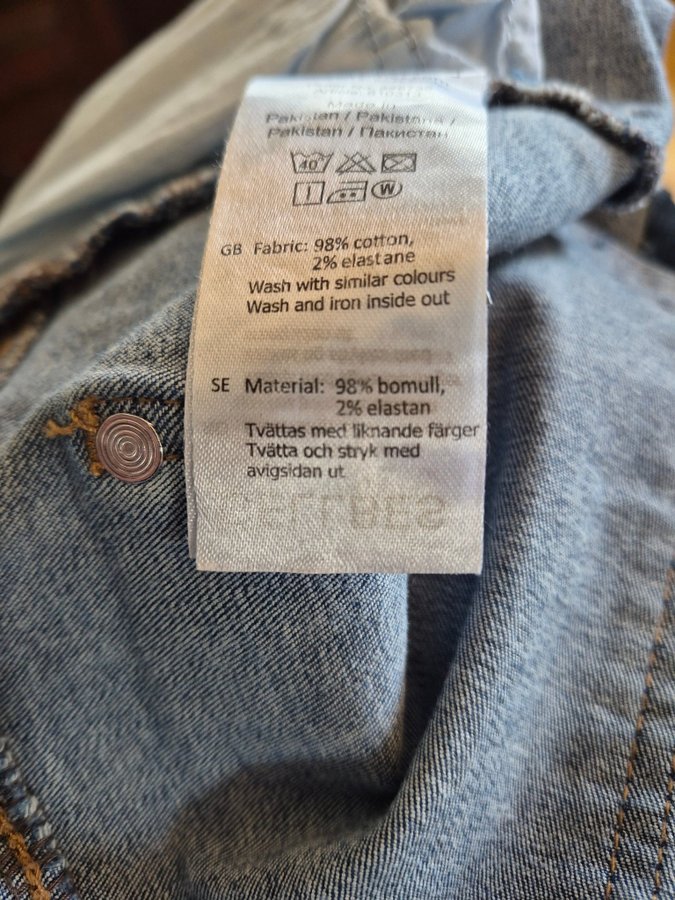 Made in
Pakistan / Pakistana /
Pakistan / Пакистан
40
W
GB Fabric: 98% cotton,
2% elastane
Wash with similar colours
Wash and iron inside out
SE Material: 98% bomull,
2% elastan
Tvättas med liknande färger
Tvätta och stryk med
avigsidan ut